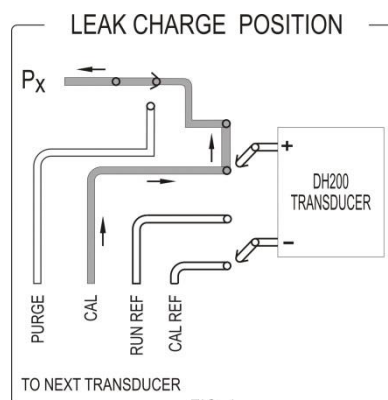 LEAK CHARGE POSITION
Px
+
DH200
TRANSDUCER
−
PURGE
CAL
RUN REF
CAL REF
TO NEXT TRANSDUCER